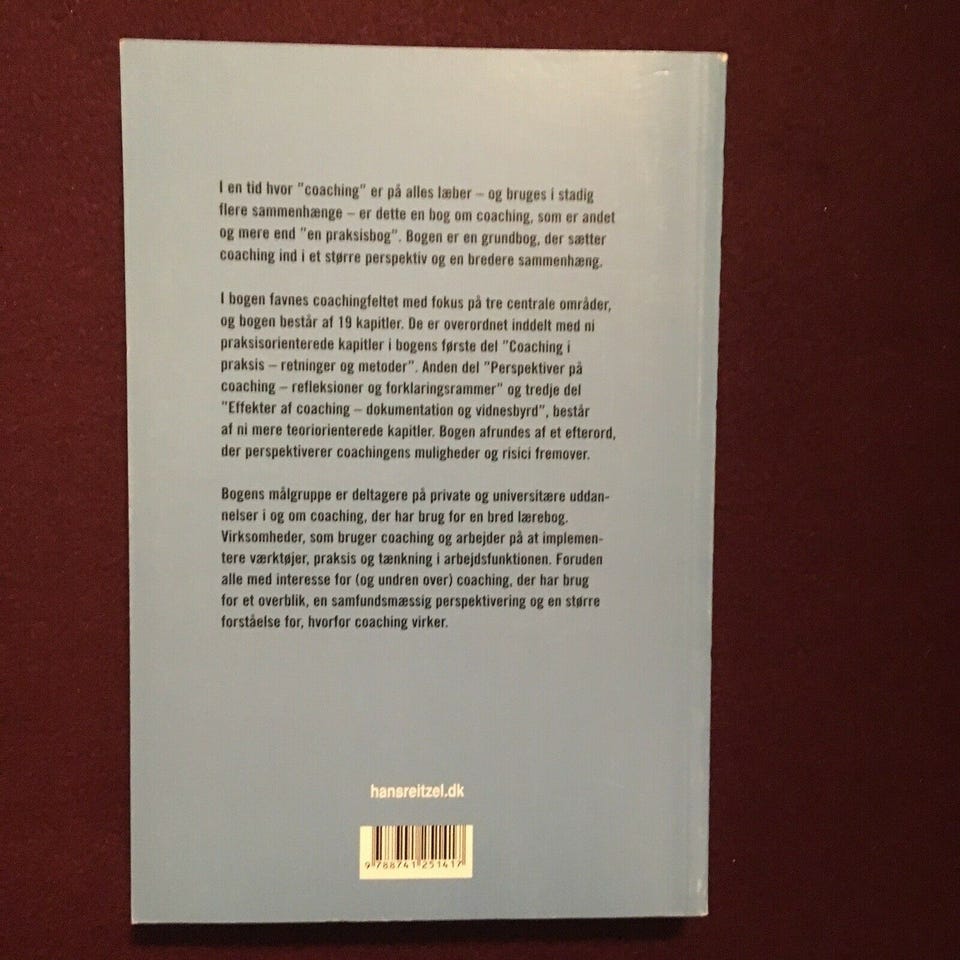 I en tid hvor "coaching" er på alles læber – og bruges i stadig
flere sammenhænge – er dette en bog om coaching, som er andet
og mere end "en praksisbog". Bogen er en grundbog, der sætter
coaching ind i et større perspektiv og en bredere sammenhæng.
I bogen favnes coachingfeltet med fokus på tre centrale områder,
og bogen består af 19 kapitler. De er overordnet inddelt med ni
praksisorienterede kapitler i bogens første del "Coaching i
praksis – retninger og metoder". Anden del "Perspektiver på
coaching – refleksioner og forklaringsrammer" og tredje del
"Effekter af coaching – dokumentation og vidnesbyrd", består
af ni mere teoriorienterede kapitler. Bogen afrundes af et efterord,
der perspektiverer coachingens muligheder og risici fremover.
Bogens målgruppe er deltagere på private og universitære uddan-
nelser i og om coaching, der har brug for en bred lærebog.
Virksomheder, som bruger coaching og arbejder på at implemen-
tere værktøjer, praksis og tænkning i arbejdsfunktionen. Foruden
alle med interesse for (og undren over) coaching, der har brug
for et overblik, en samfundsmæssig perspektivering og en større
forståelse for, hvorfor coaching virker.
hansreitzel.dk
9 788741 251417